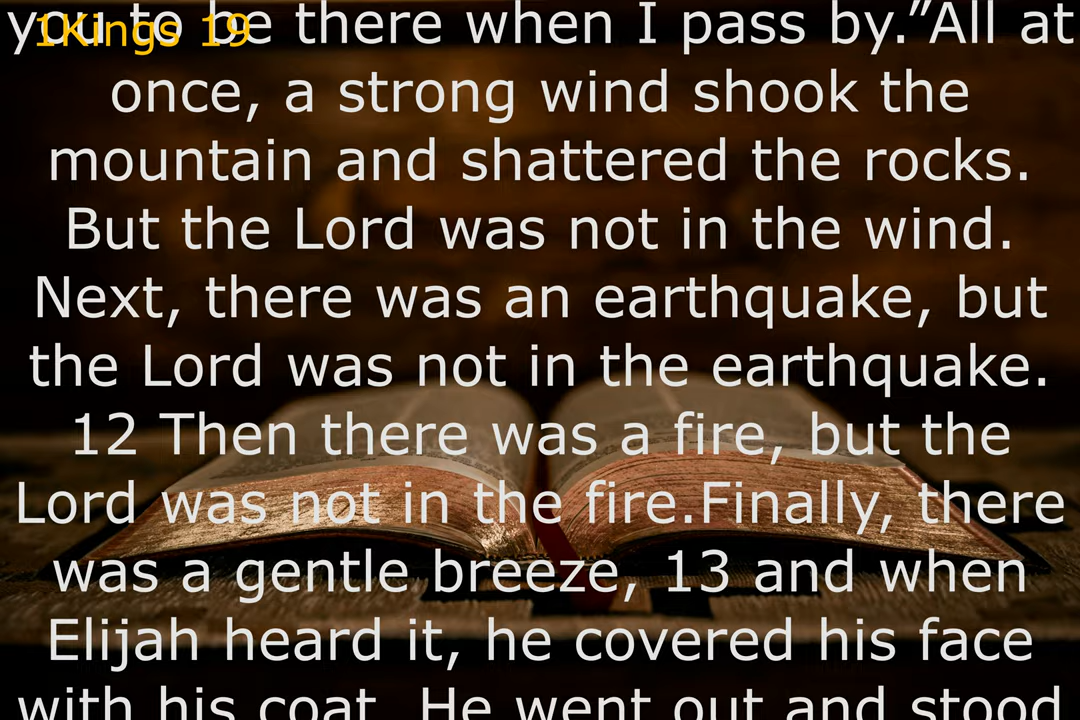 1Kings 19
you to be there when I pass by.”All at
once, a strong wind shook the
mountain and shattered the rocks.
But the Lord was not in the wind.
Next, there was an earthquake, but
the Lord was not in the earthquake.
12 Then there was a fire, but the
Lord was not in the fire.Finally, there
was a gentle breeze, 13 and when
Elijah heard it, he covered his face
with his coat. He went out and stood